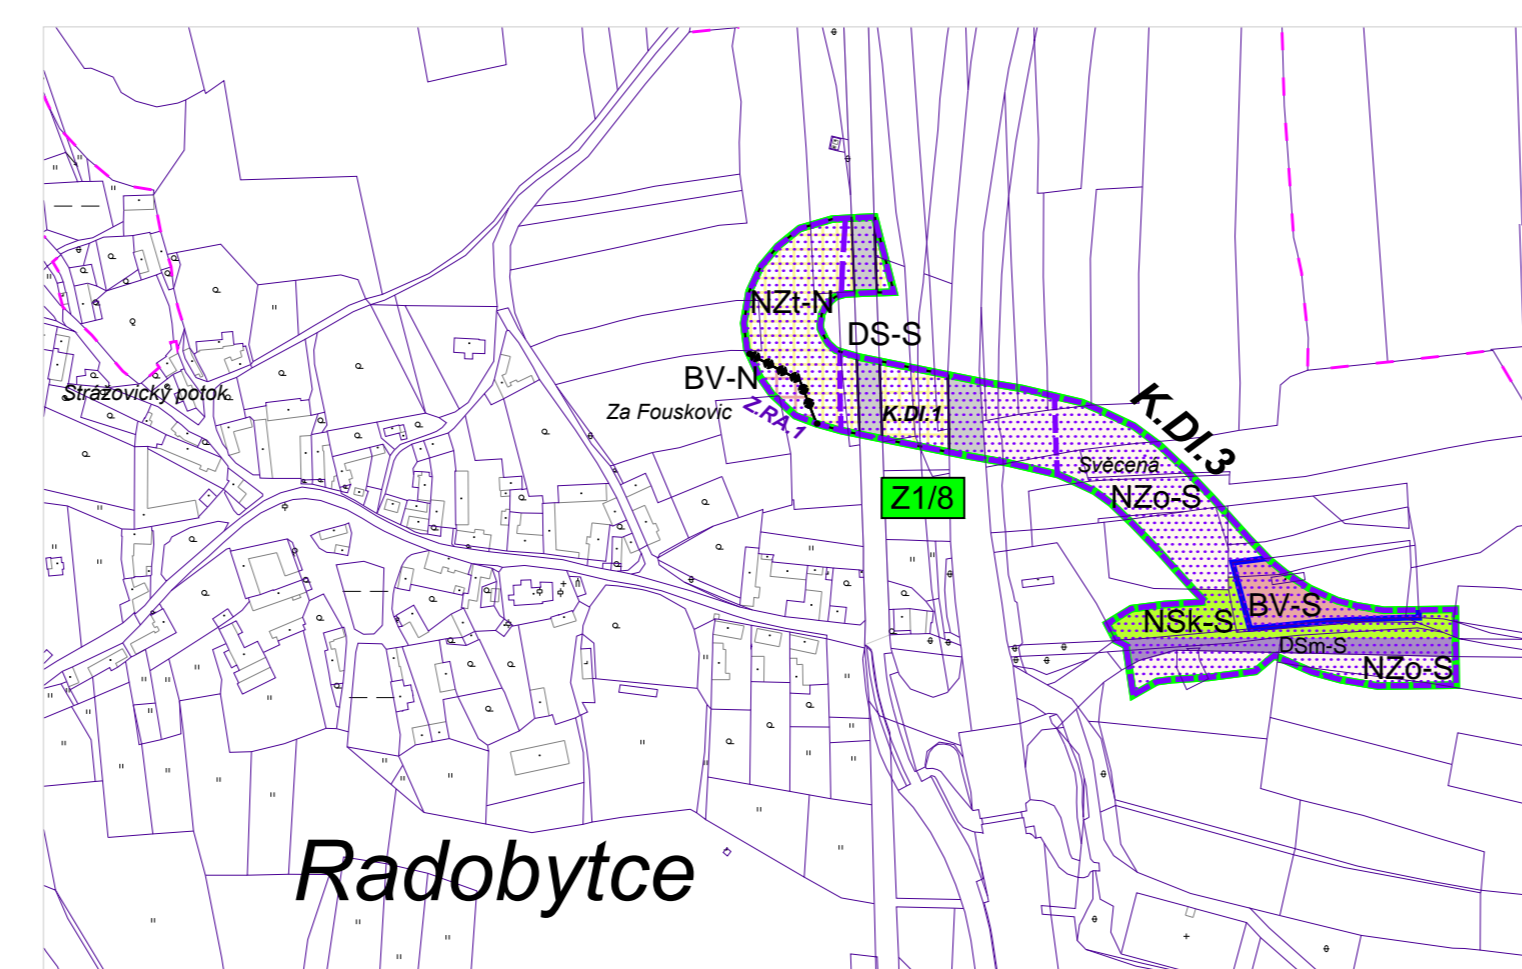 NZt-N
DS-S
BV-N
Strážovický potok
Za Fouskovic
Z.RA.1
K.DI.1
K.DI.3
Svěcená
NZo-S
Z1/8
BV-S
NSk-S
DSm-S
NZo-S
Radobytce